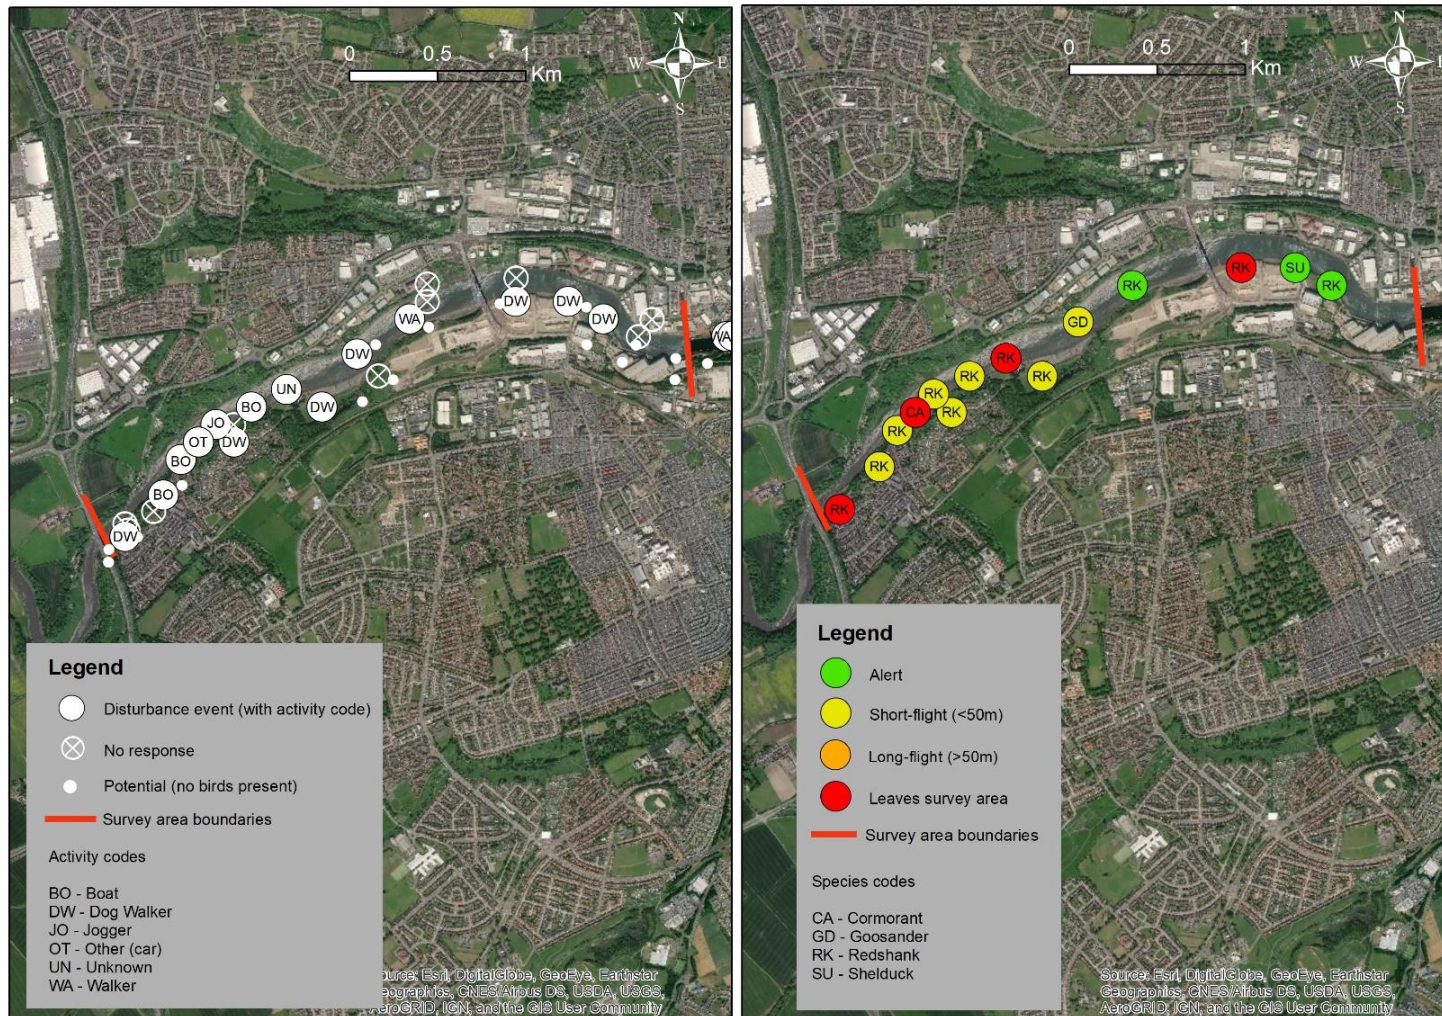 N
W E
S
0 0.5 1
Km
DW
DW
DW
WA
WA
DW
UN
DW
BO
JO
OT
DW
BO
BO
DW
Legend
Disturbance event (with activity code)
No response
Potential (no birds present)
Survey area boundaries
Activity codes
BO - Boat
DW - Dog Walker
JO - Jogger
OT - Other (car)
UN - Unknown
WA - Walker
Source: Esri, DigitalGlobe, GeoEye, Earthstar
Geographics, CNES/Airbus DS, USDA, USGS,
AeroGRID, IGN, and the GIS User Community
N
W E
S
0 0.5 1
Km
RK
SU
RK
RK
GD
RK
RK
RK
RK
CA
RK
RK
RK
RK
Legend
Alert
Short-flight (<50m)
Long-flight (>50m)
Leaves survey area
Survey area boundaries
Species codes
CA - Cormorant
GD - Goosander
RK - Redshank
SU - Shelduck
Source: Esri, DigitalGlobe, GeoEye, Earthstar
Geographics, CNES/Airbus DS, USDA, USGS,
AeroGRID, IGN, and the GIS User Community